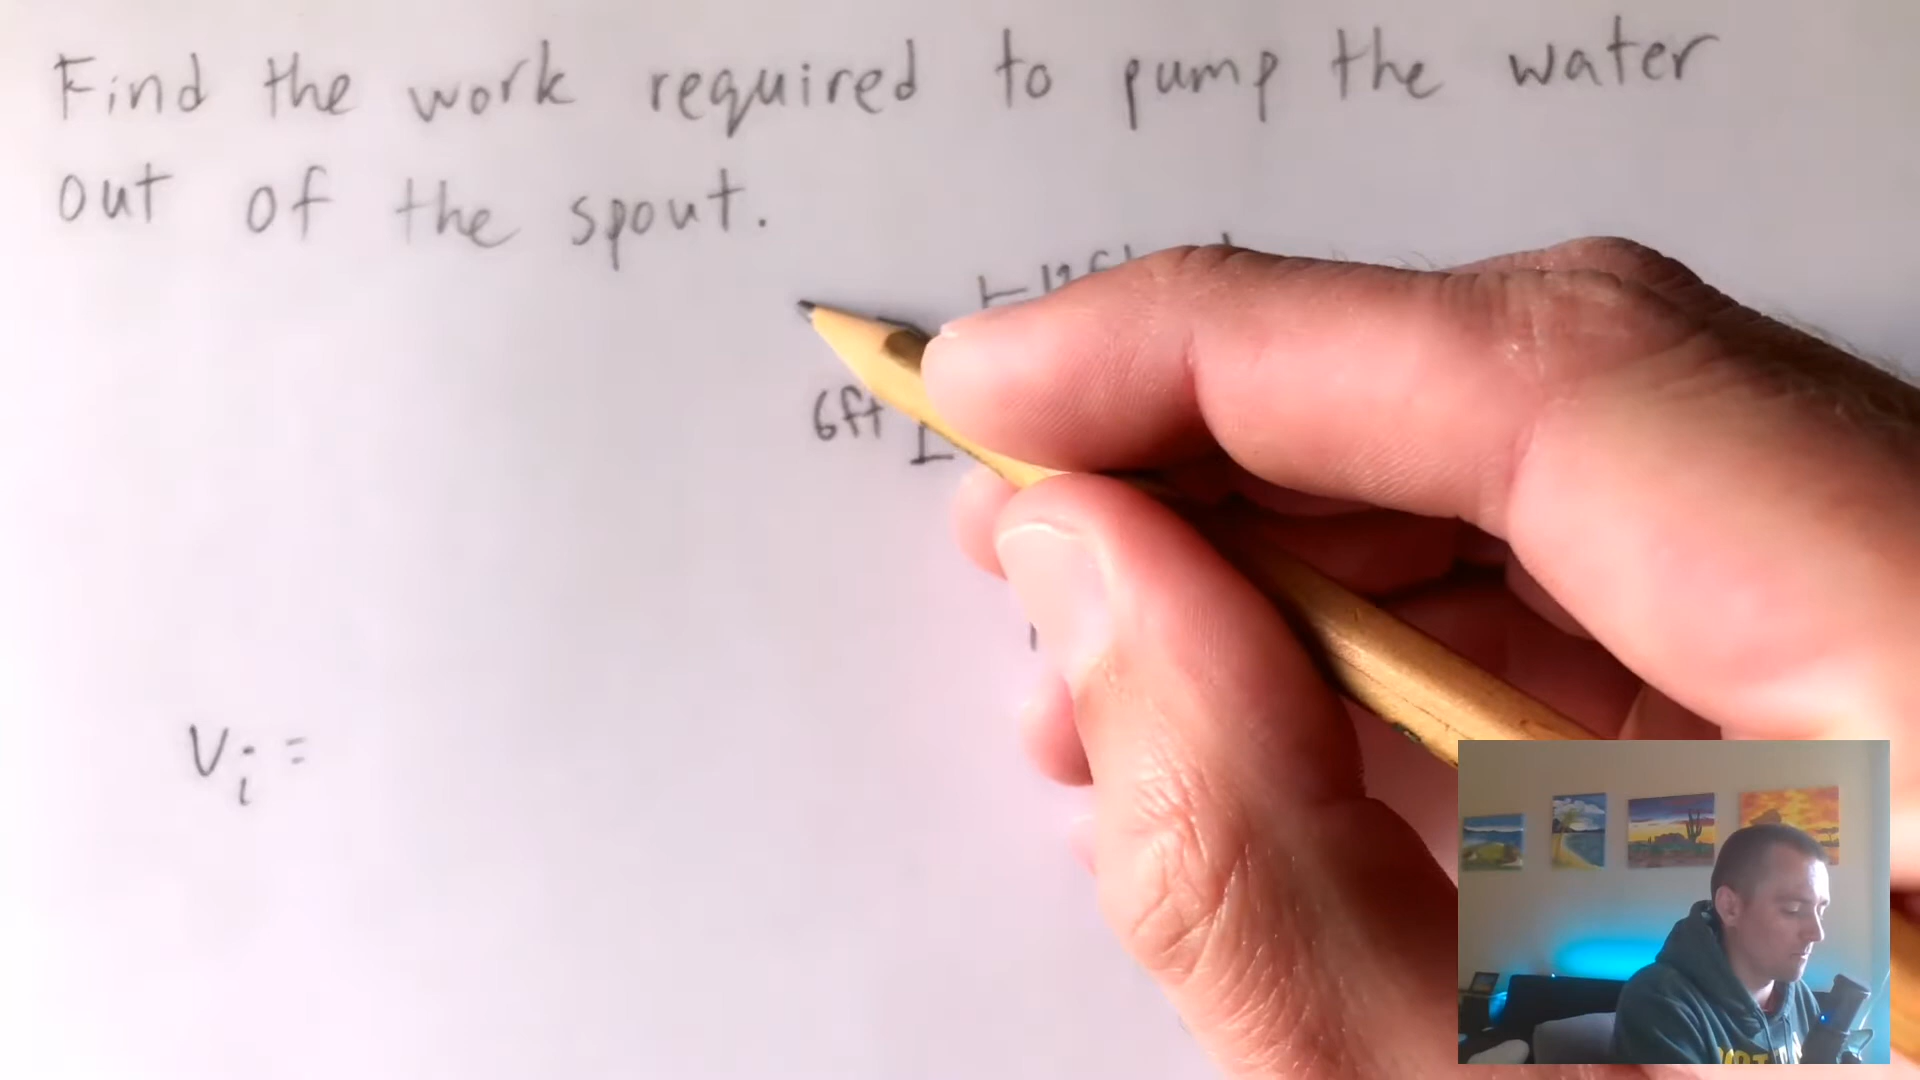 Find the work required to pump the water
out of the spout.
6ft
Vi =